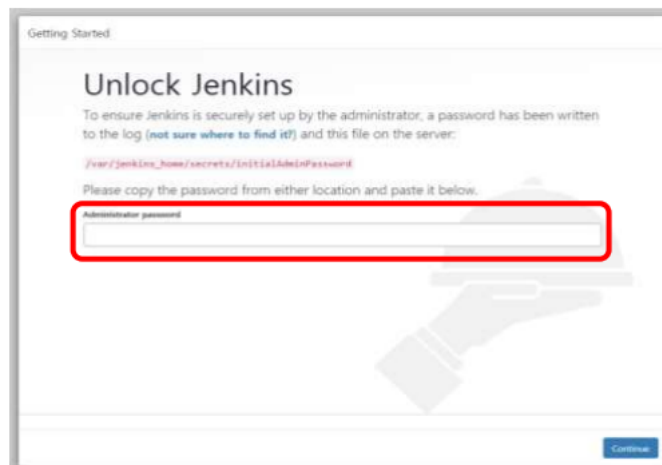 Getting Started
Unlock Jenkins
To ensure Jenkins is securely set up by the administrator, a password has been written
to the log (not sure where to find it?) and this file on the server:
/var/jenkins_home/secrets/initialAdminPassword
Please copy the password from either location and paste it below.
Administrator password
Continue